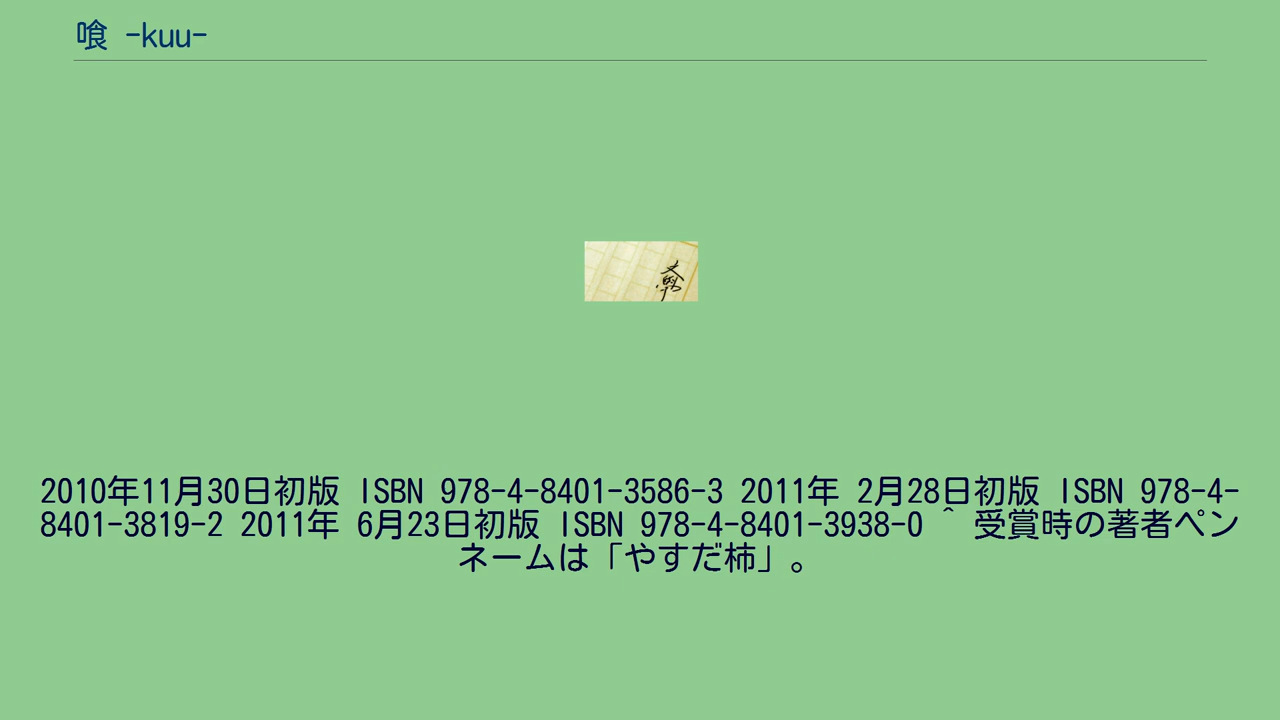 喰 -kuu-
2010年11月30日初版 ISBN 978-4-8401-3586-3 2011年 2月28日初版 ISBN 978-4-
8401-3819-2 2011年 6月23日初版 ISBN 978-4-8401-3938-0 ^ 受賞時の著者ペン
ネームは「やすだ柿」。